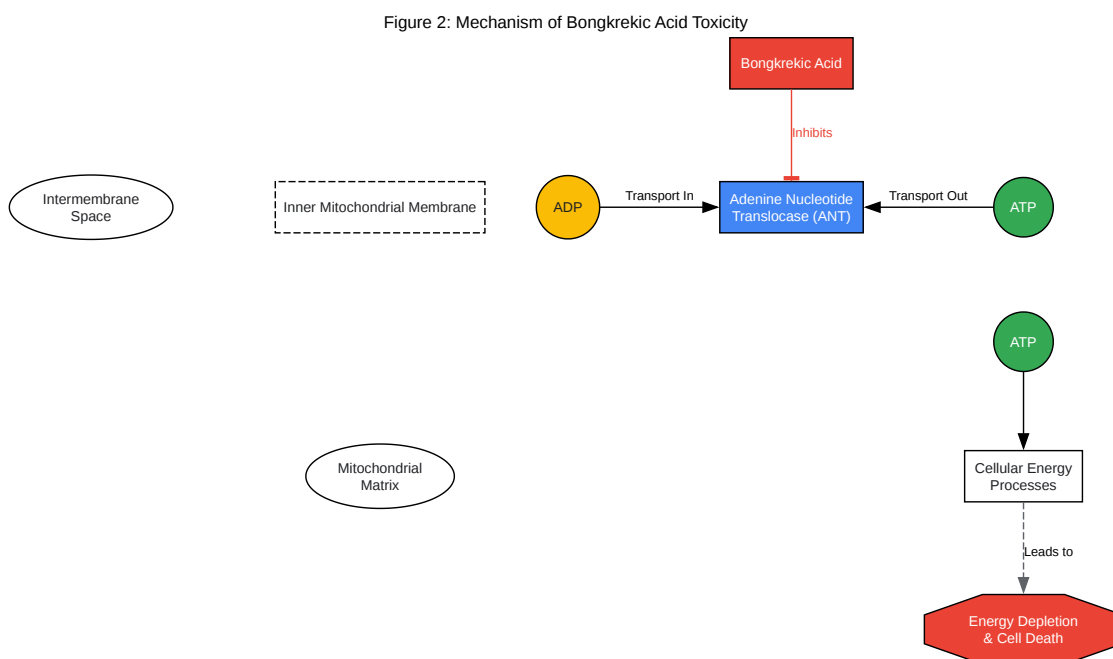 Figure 2: Mechanism of Bongkrekic Acid Toxicity
Bongkrekic Acid
Inhibits
Intermembrane
Space
Inner Mitochondrial Membrane
ADP
Transport In
Adenine Nucleotide
Translocase (ANT)
Transport Out
ATP
ATP
Mitochondrial
Matrix
Cellular Energy
Processes
Leads to
Energy Depletion
& Cell Death